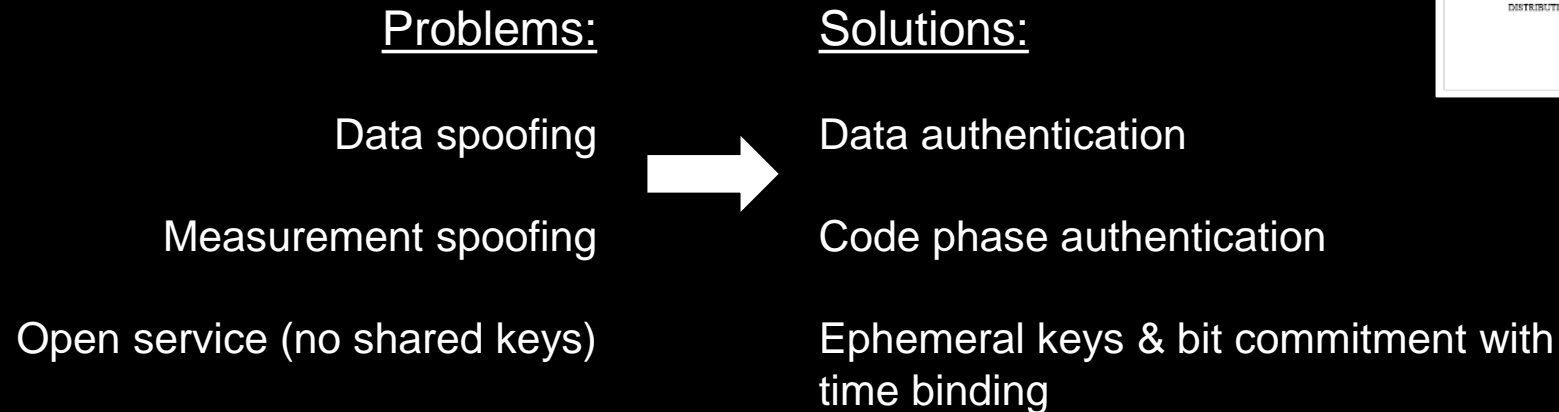 Problems:
Solutions:
Data spoofing
Data authentication
Measurement spoofing
Code phase authentication
Open service (no shared keys)
Ephemeral keys & bit commitment with
time binding